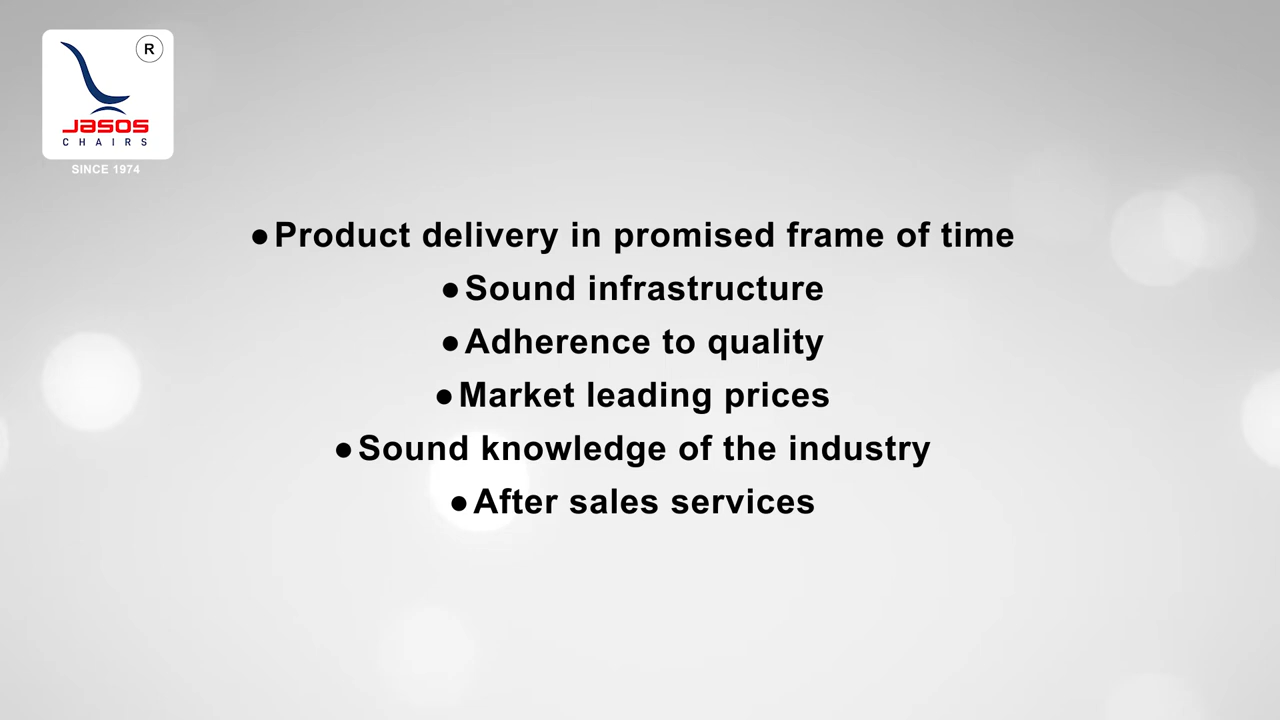 R
JASOS
CHAIRS
SINCE 1974
●Product delivery in promised frame of time
●Sound infrastructure
●Adherence to quality
●Market leading prices
●Sound knowledge of the industry
●After sales services